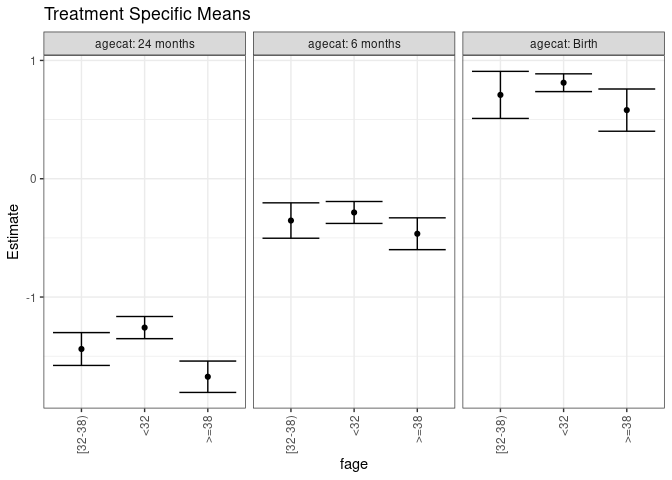 Treatment Specific Means
agecat: 24 months
agecat: 6 months
agecat: Birth
1
0
-1
Estimate
[32-38)
<32
>=38
[32-38)
<32
>=38
[32-38)
<32
>=38
fage